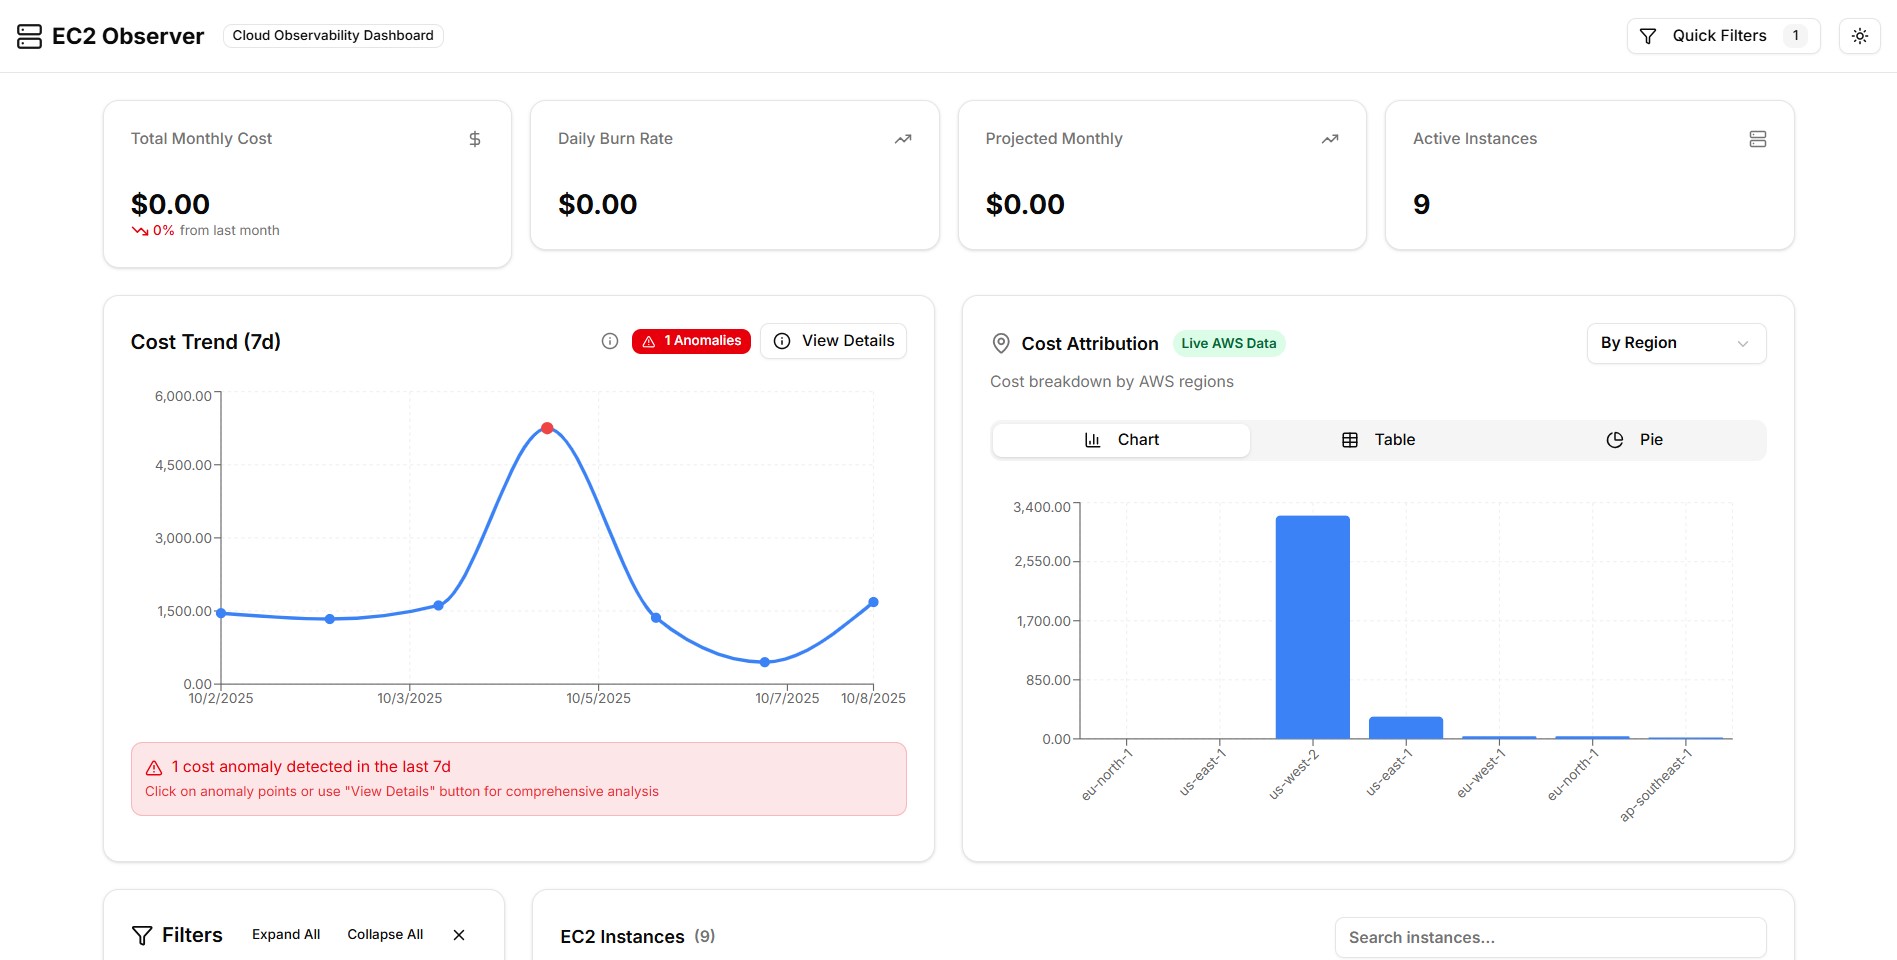 EC2 Observer
Cloud Observability Dashboard
Quick Filters 1
Total Monthly Cost
$0.00
0% from last month
Daily Burn Rate
$0.00
Projected Monthly
$0.00
Active Instances
9
Cost Trend (7d)
1 Anomalies
View Details
6,000.00
4,500.00
3,000.00
1,500.00
0.00
10/2/2025 10/3/2025 10/5/2025 10/7/2025 10/8/2025
1 cost anomaly detected in the last 7d
Click on anomaly points or use "View Details" button for comprehensive analysis
Cost Attribution
Live AWS Data
By Region
Cost breakdown by AWS regions
Chart Table Pie
3,400.00
2,550.00
1,700.00
850.00
0.00
eu-north-1 us-east-1 us-west-2 us-east-1 eu-west-1 eu-north-1 ap-southeast-1
Filters Expand All Collapse All
EC2 Instances (9)
Search instances...